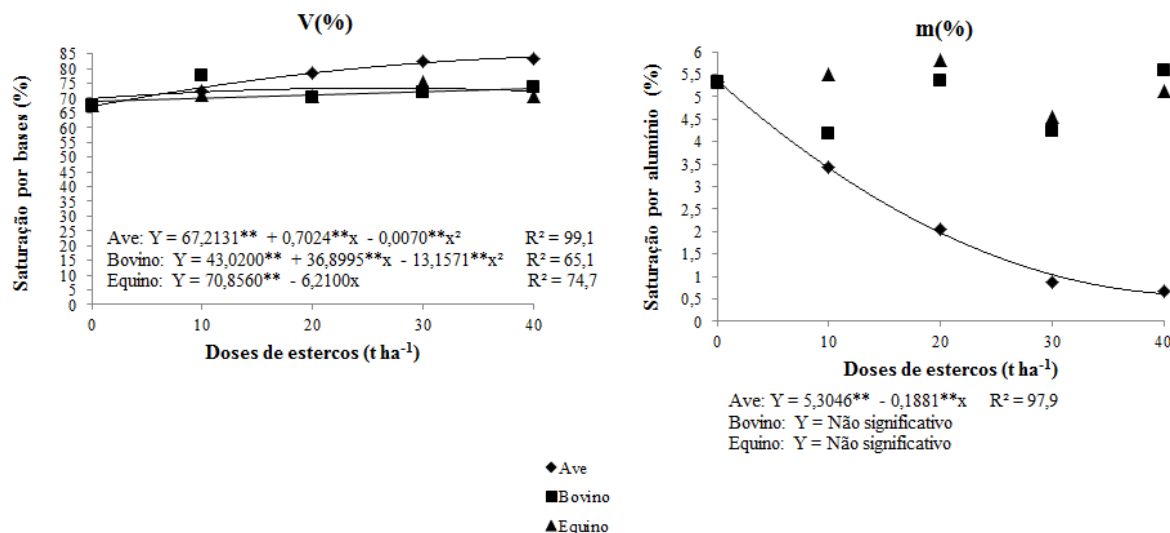 V(%)
Saturação por bases (%)
85
80
75
70
65
60
55
50
45
40
35
30
25
20
15
10
5
0
Ave: Y = 67,2131** + 0,7024**x - 0,0070**x² R² = 99,1
Bovino: Y = 43,0200** + 36,8995**x - 13,1571**x² R² = 65,1
Equino: Y = 70,8560** - 6,2100x R² = 74,7
0 10 20 30 40
Doses de estercos (t ha⁻¹)
m(%)
Saturação por alumínio (%)
6
5,5
5
4,5
4
3,5
3
2,5
2
1,5
1
0,5
0
0 10 20 30 40
Doses de estercos (t ha⁻¹)
Ave: Y = 5,3046** - 0,1881**x R² = 97,9
Bovino: Y = Não significativo
Equino: Y = Não significativo
Ave
Bovino
Equino